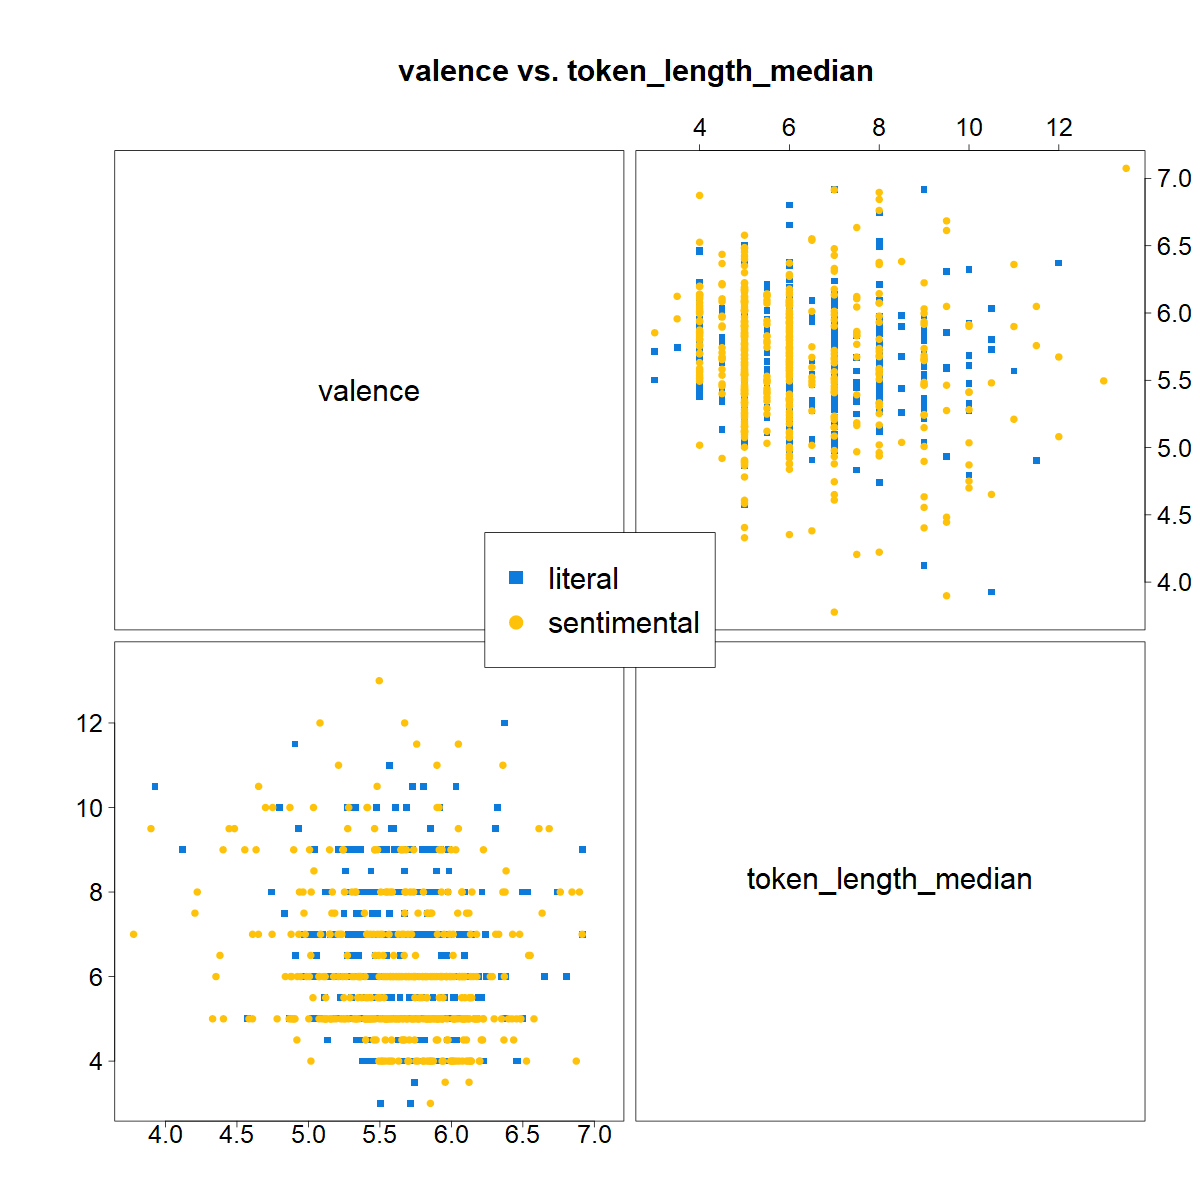 valence vs. token_length_median
4 6 8 10 12
valence
7.0
6.5
6.0
5.5
5.0
4.5
4.0
literal
sentimental
12
10
8
6
4
token_length_median
4.0 4.5 5.0 5.5 6.0 6.5 7.0